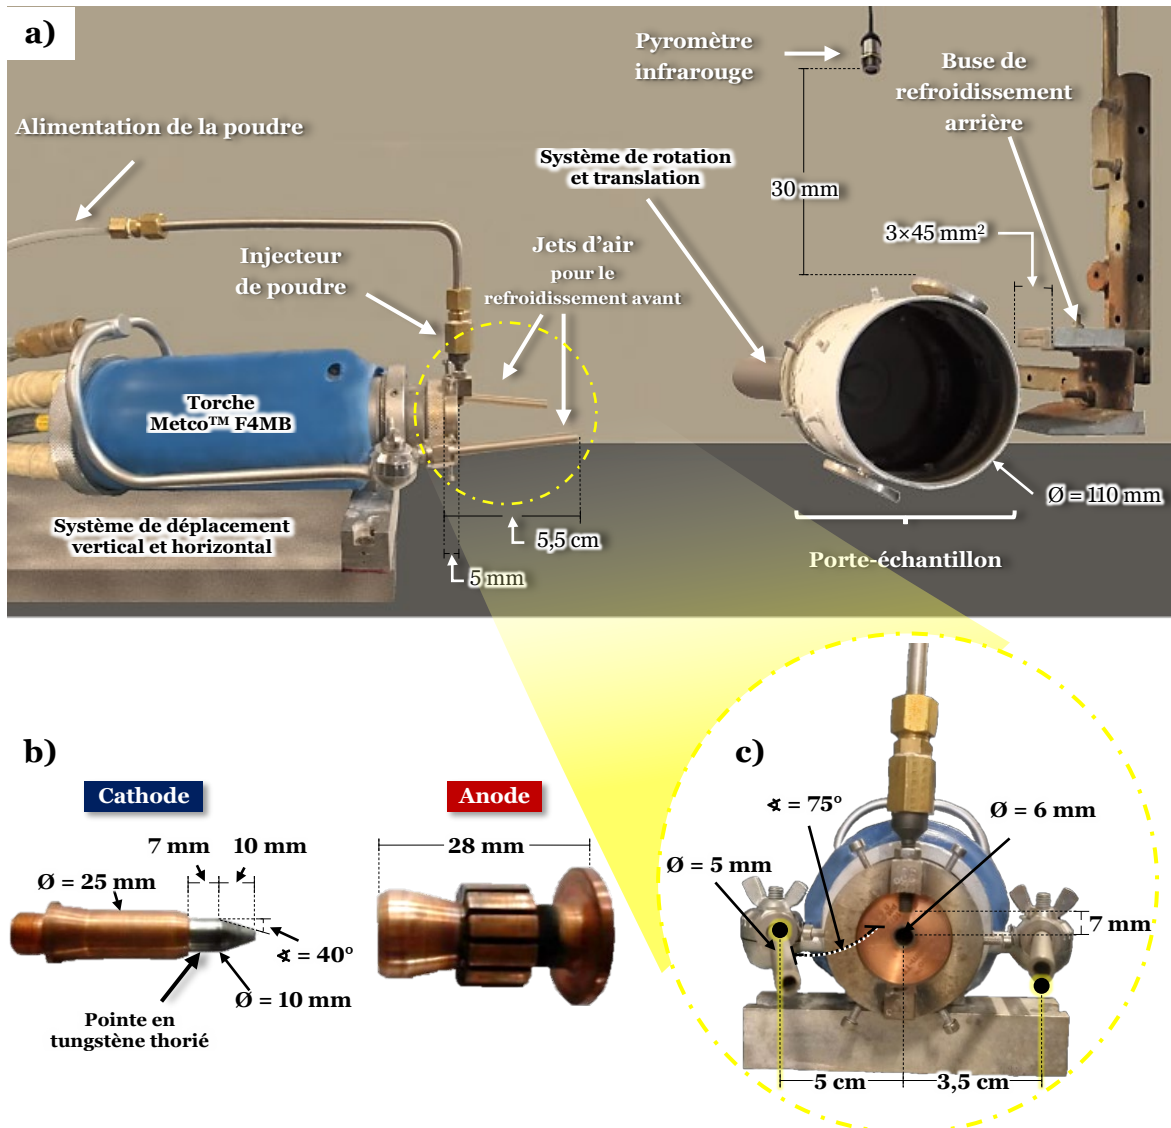 a)
Pyromètre
infrarouge
Buse de
refroidissement
arrière
Alimentation de la poudre
Système de rotation
et translation
30 mm
3×45 mm²
Injecteur
de poudre
Jets d'air
pour le
refroidissement avant
Torche
Metco™ F4MB
Ø = 110 mm
Système de déplacement
vertical et horizontal
5,5 cm
Porte-échantillon
5 mm
b)
Cathode
Anode
7 mm
10 mm
28 mm
Ø = 25 mm
∢ = 40°
Ø = 10 mm
Pointe en
tungstène thorié
c)
∢ = 75°
Ø = 6 mm
Ø = 5 mm
7 mm
5 cm
3,5 cm